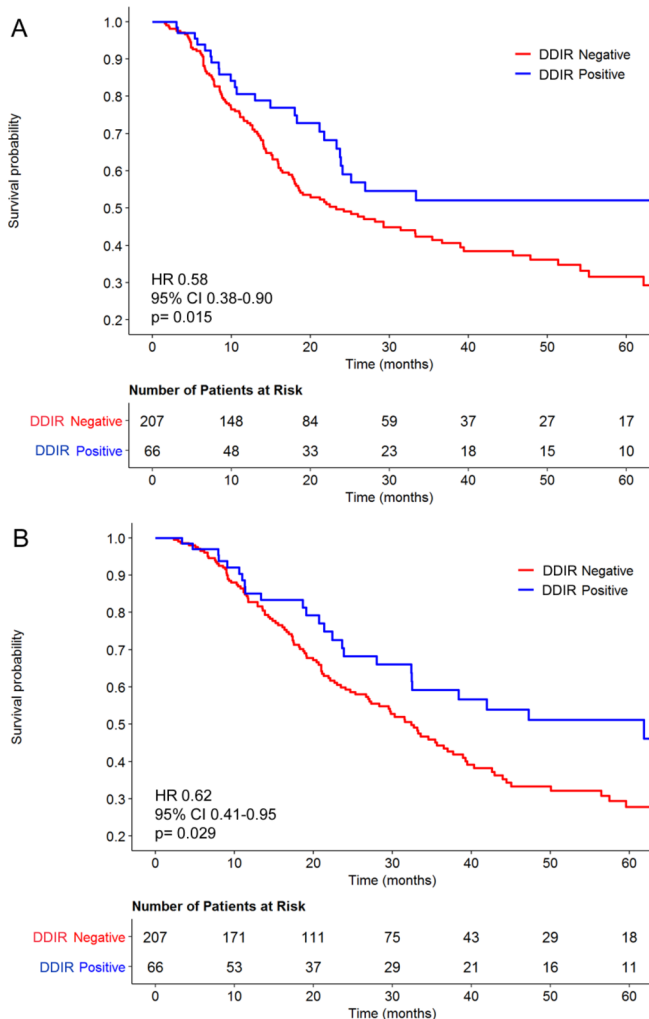 A
1.0
0.9
0.8
0.7
0.6
0.5
0.4
0.3
0.2
Survival probability
DDIR Negative
DDIR Positive
HR 0.58
95% CI 0.38-0.90
p= 0.015
0 10 20 30 40 50 60
Time (months)
Number of Patients at Risk
DDIR Negative 207 148 84 59 37 27 17
DDIR Positive 66 48 33 23 18 15 10
0 10 20 30 40 50 60
B
1.0
0.9
0.8
0.7
0.6
0.5
0.4
0.3
0.2
Survival probability
DDIR Negative
DDIR Positive
HR 0.62
95% CI 0.41-0.95
p= 0.029
0 10 20 30 40 50 60
Time (months)
Number of Patients at Risk
DDIR Negative 207 171 111 75 43 29 18
DDIR Positive 66 53 37 29 21 16 11
0 10 20 30 40 50 60
Time (months)